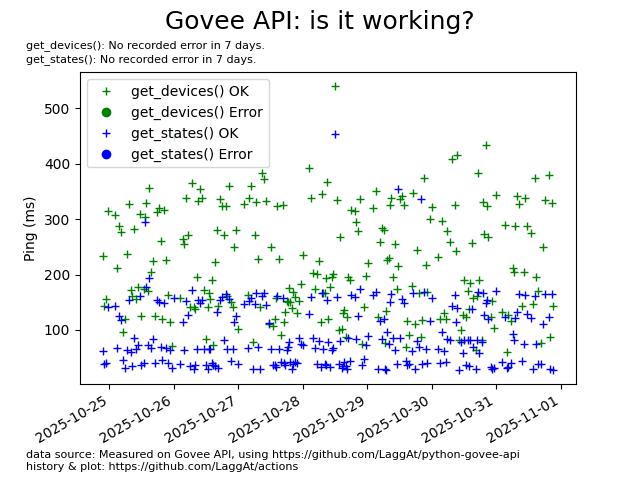 Govee API: is it working?
get_devices(): No recorded error in 7 days.
get_states(): No recorded error in 7 days.
get_devices() OK
get_devices() Error
get_states() OK
get_states() Error
Ping (ms)
500
400
300
200
100
2025-10-25
2025-10-26
2025-10-27
2025-10-28
2025-10-29
2025-10-30
2025-10-31
2025-11-01
data source: Measured on Govee API, using https://github.com/LaggAt/python-govee-api
history & plot: https://github.com/LaggAt/actions